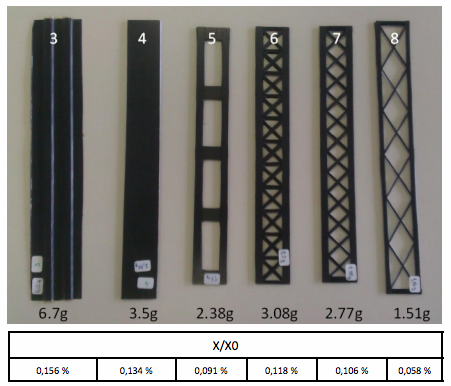 3 4 5 6 7 8
6.7g 3.5g 2.38g 3.08g 2.77g 1.51g
X/X0
0,156 % 0,134 % 0,091 % 0,118 % 0,106 % 0,058 %